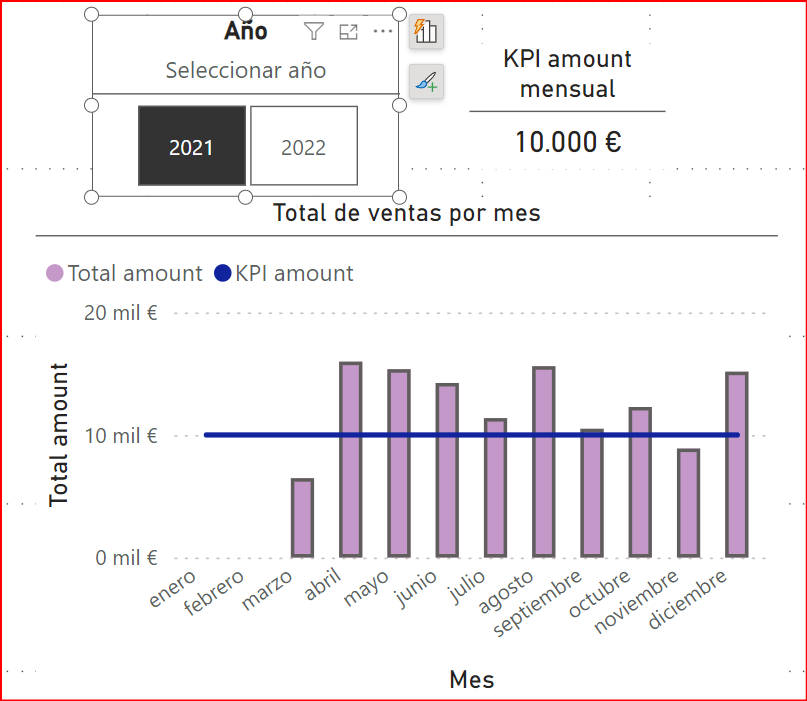 Año
Seleccionar año
2021
2022
KPI amount
mensual
10.000 €
Total de ventas por mes
Total amount
KPI amount
20 mil €
10 mil €
0 mil €
Total amount
enero
febrero
marzo
abril
mayo
junio
julio
agosto
septiembre
octubre
noviembre
diciembre
Mes